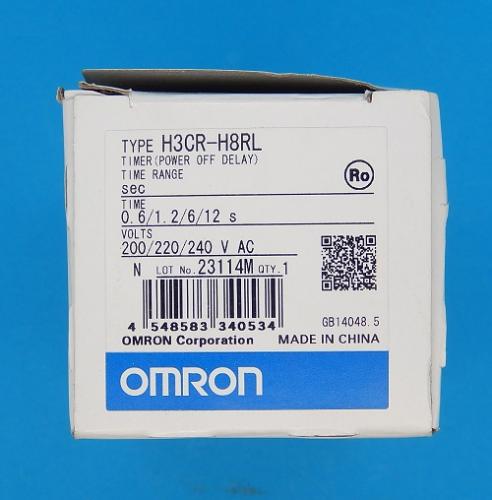 TYPE H3CR-H8RL
TIMER(POWER OFF DELAY)
TIME RANGE
sec
Ro
TIME
0.6/1.2/6/12 s
VOLTS
200/220/240 V AC
N LOT No. 23114M QTY. 1
4 548583 340534
GB14048.5
OMRON Corporation MADE IN CHINA
OMRON